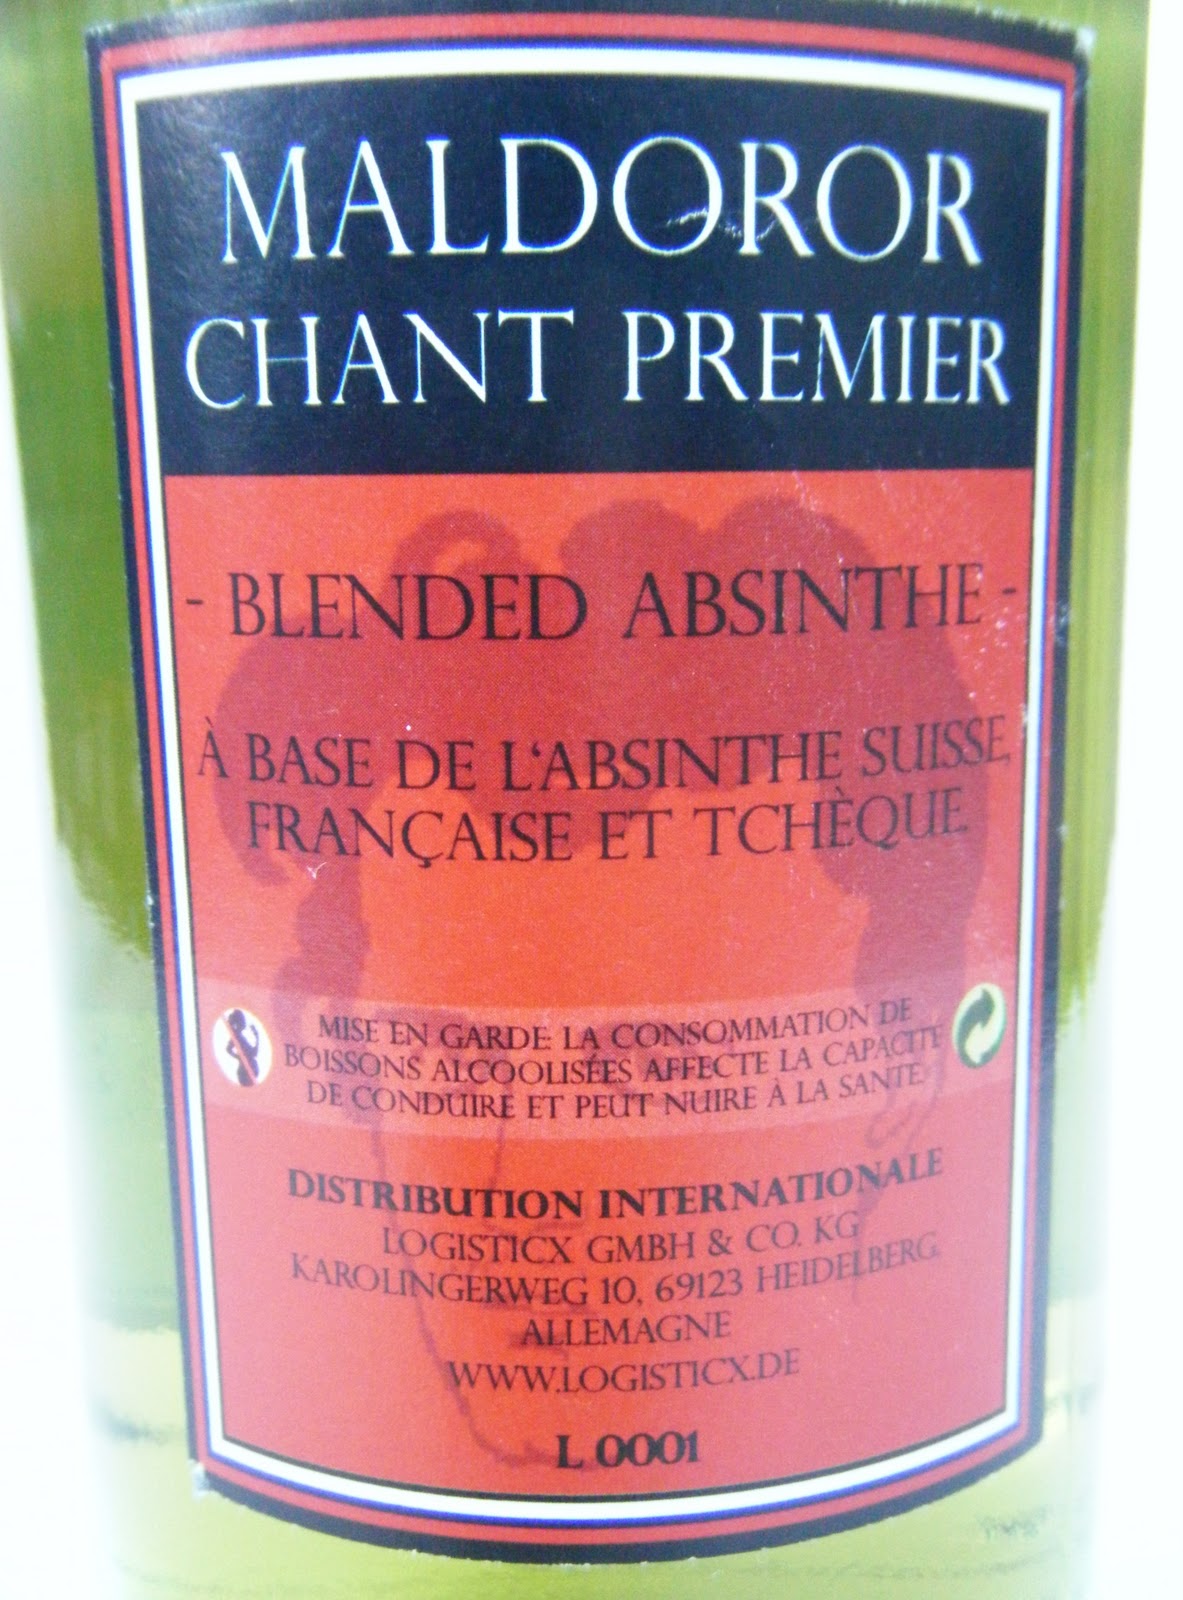 MALDOROR
CHANT PREMIER
- BLENDED ABSINTHE -
À BASE DE L'ABSINTHE SUISSE,
FRANÇAISE ET TCHÈQUE.
MISE EN GARDE: LA CONSOMMATION DE
BOISSONS ALCOOLISÉES AFFECTE LA CAPACITÉ
DE CONDUIRE ET PEUT NUIRE À LA SANTÉ.
DISTRIBUTION INTERNATIONALE
LOGISTICX GMBH & CO. KG
KAROLINGERWEG 10, 69123 HEIDELBERG,
ALLEMAGNE
WWW.LOGISTICX.DE
L 0001